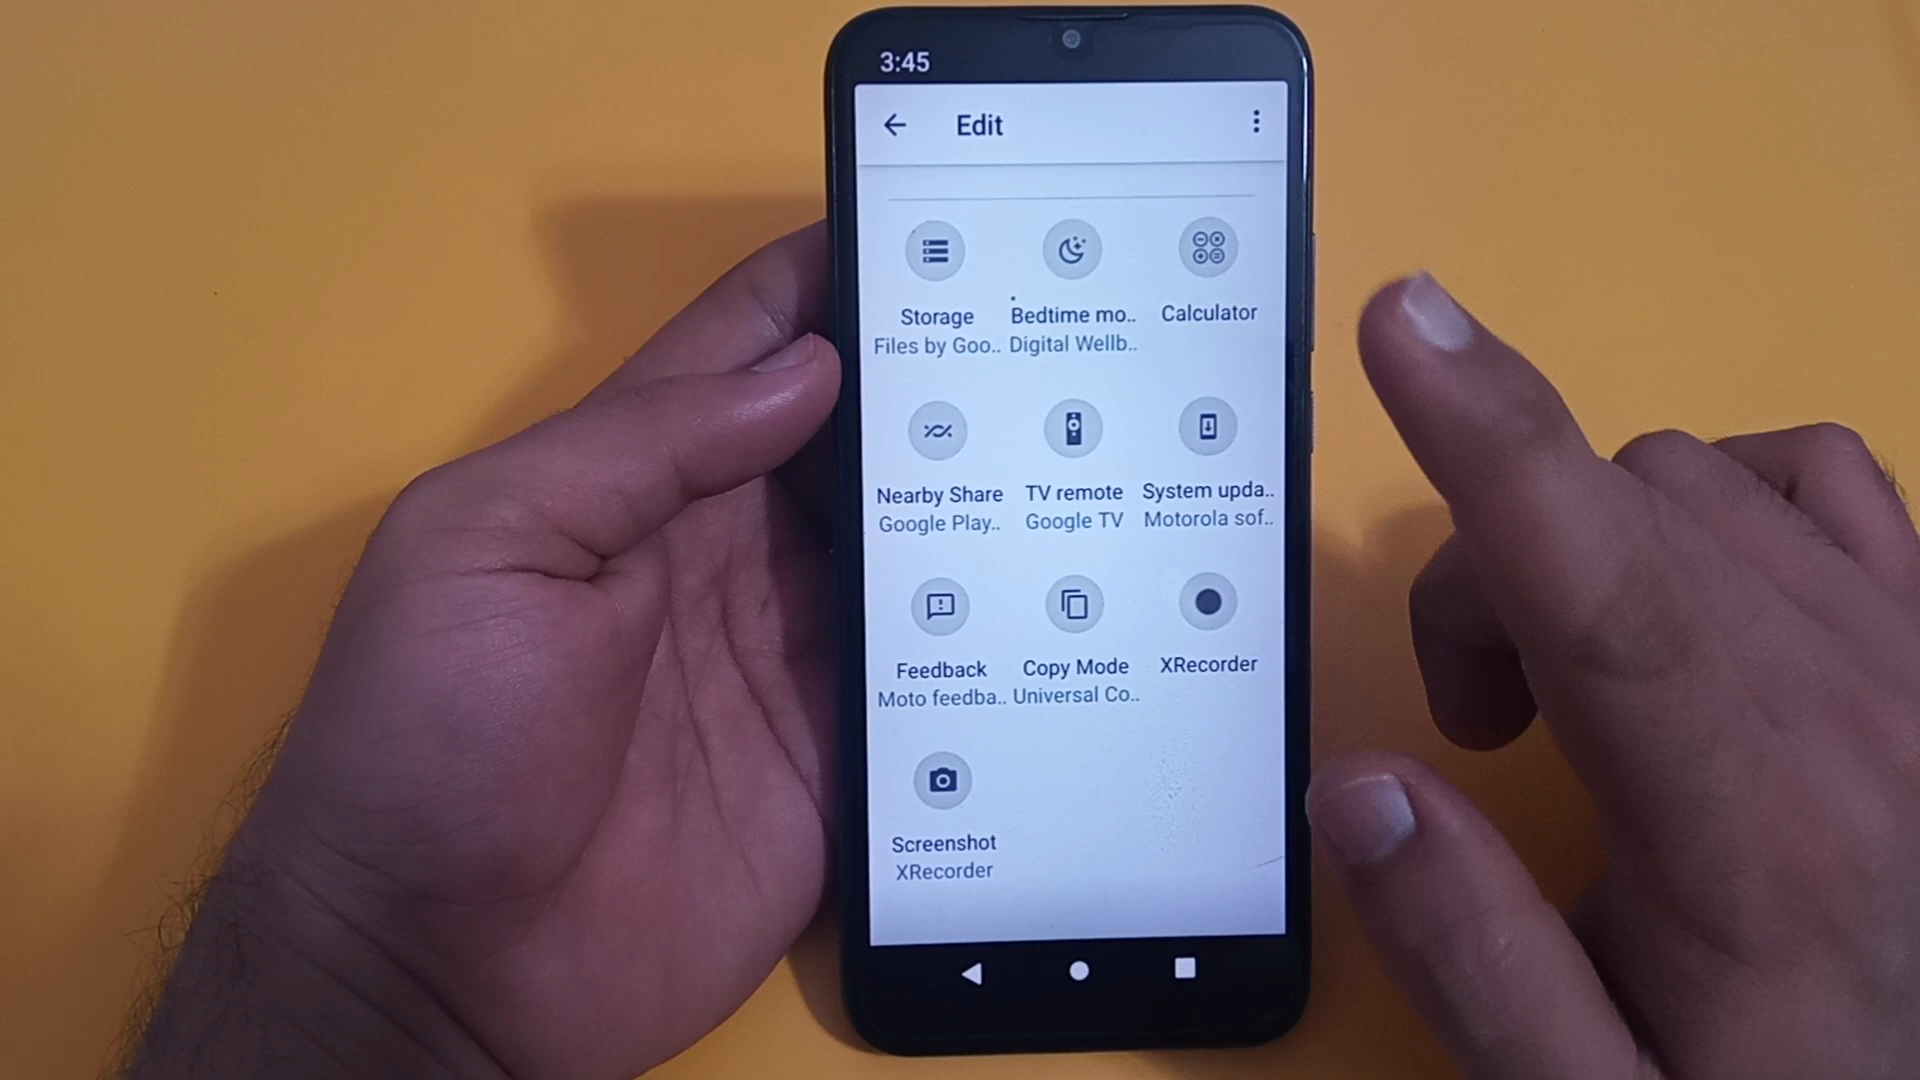 3:45
Edit
Storage
Files by Goo..
Bedtime mo..
Digital Wellb..
Calculator
Nearby Share
Google Play..
TV remote
Google TV
System upda..
Motorola sof..
Feedback
Moto feedba..
Copy Mode
Universal Co..
XRecorder
Screenshot
XRecorder